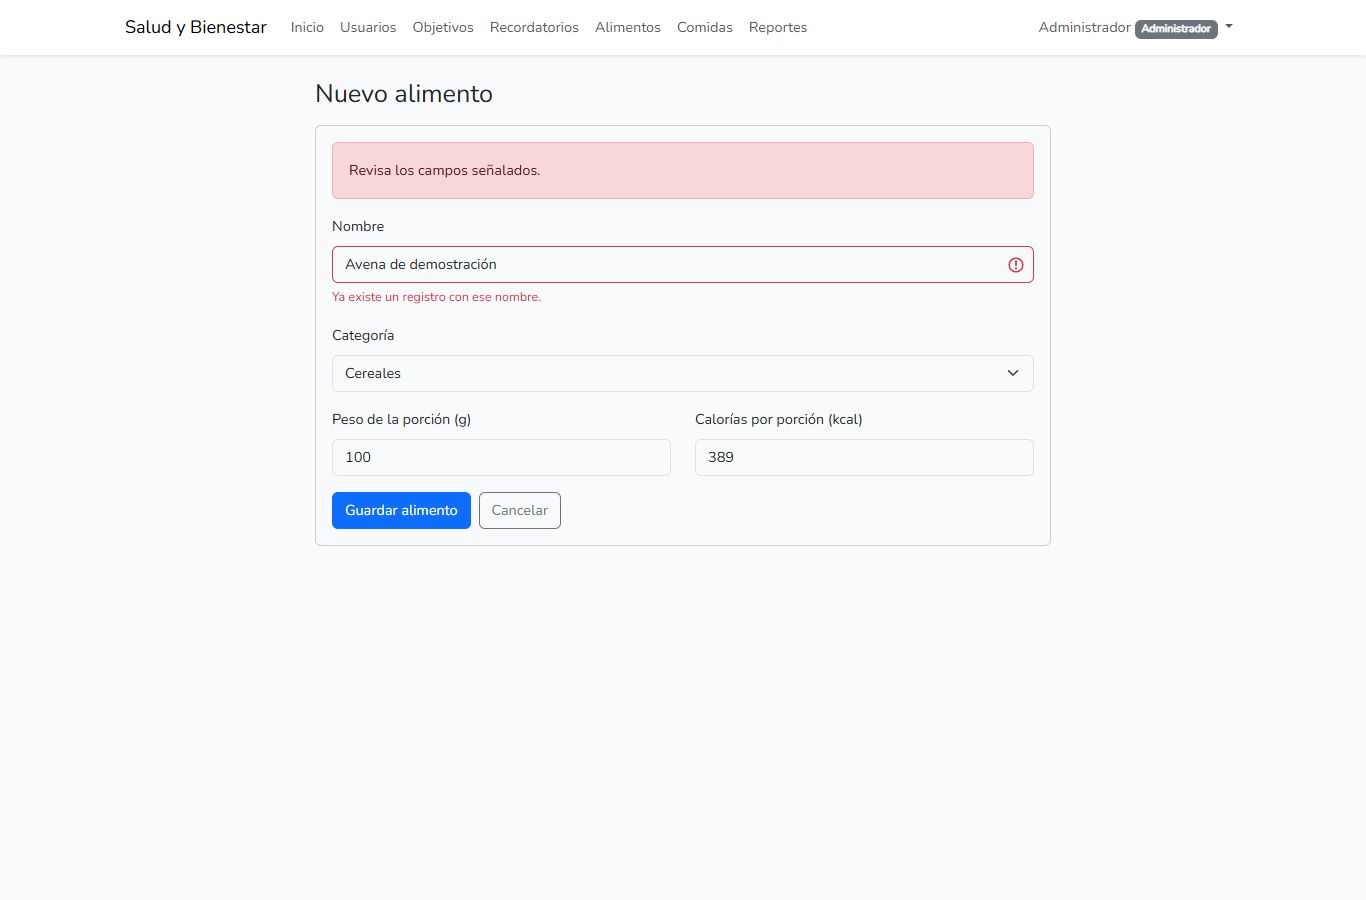 Salud y Bienestar Inicio Usuarios Objetivos Recordatorios Alimentos Comidas Reportes Administrador Administrador
Nuevo alimento
Revisa los campos señalados.
Nombre
Avena de demostración
Ya existe un registro con ese nombre.
Categoría
Cereales
Peso de la porción (g) Calorías por porción (kcal)
100 389
Guardar alimento Cancelar